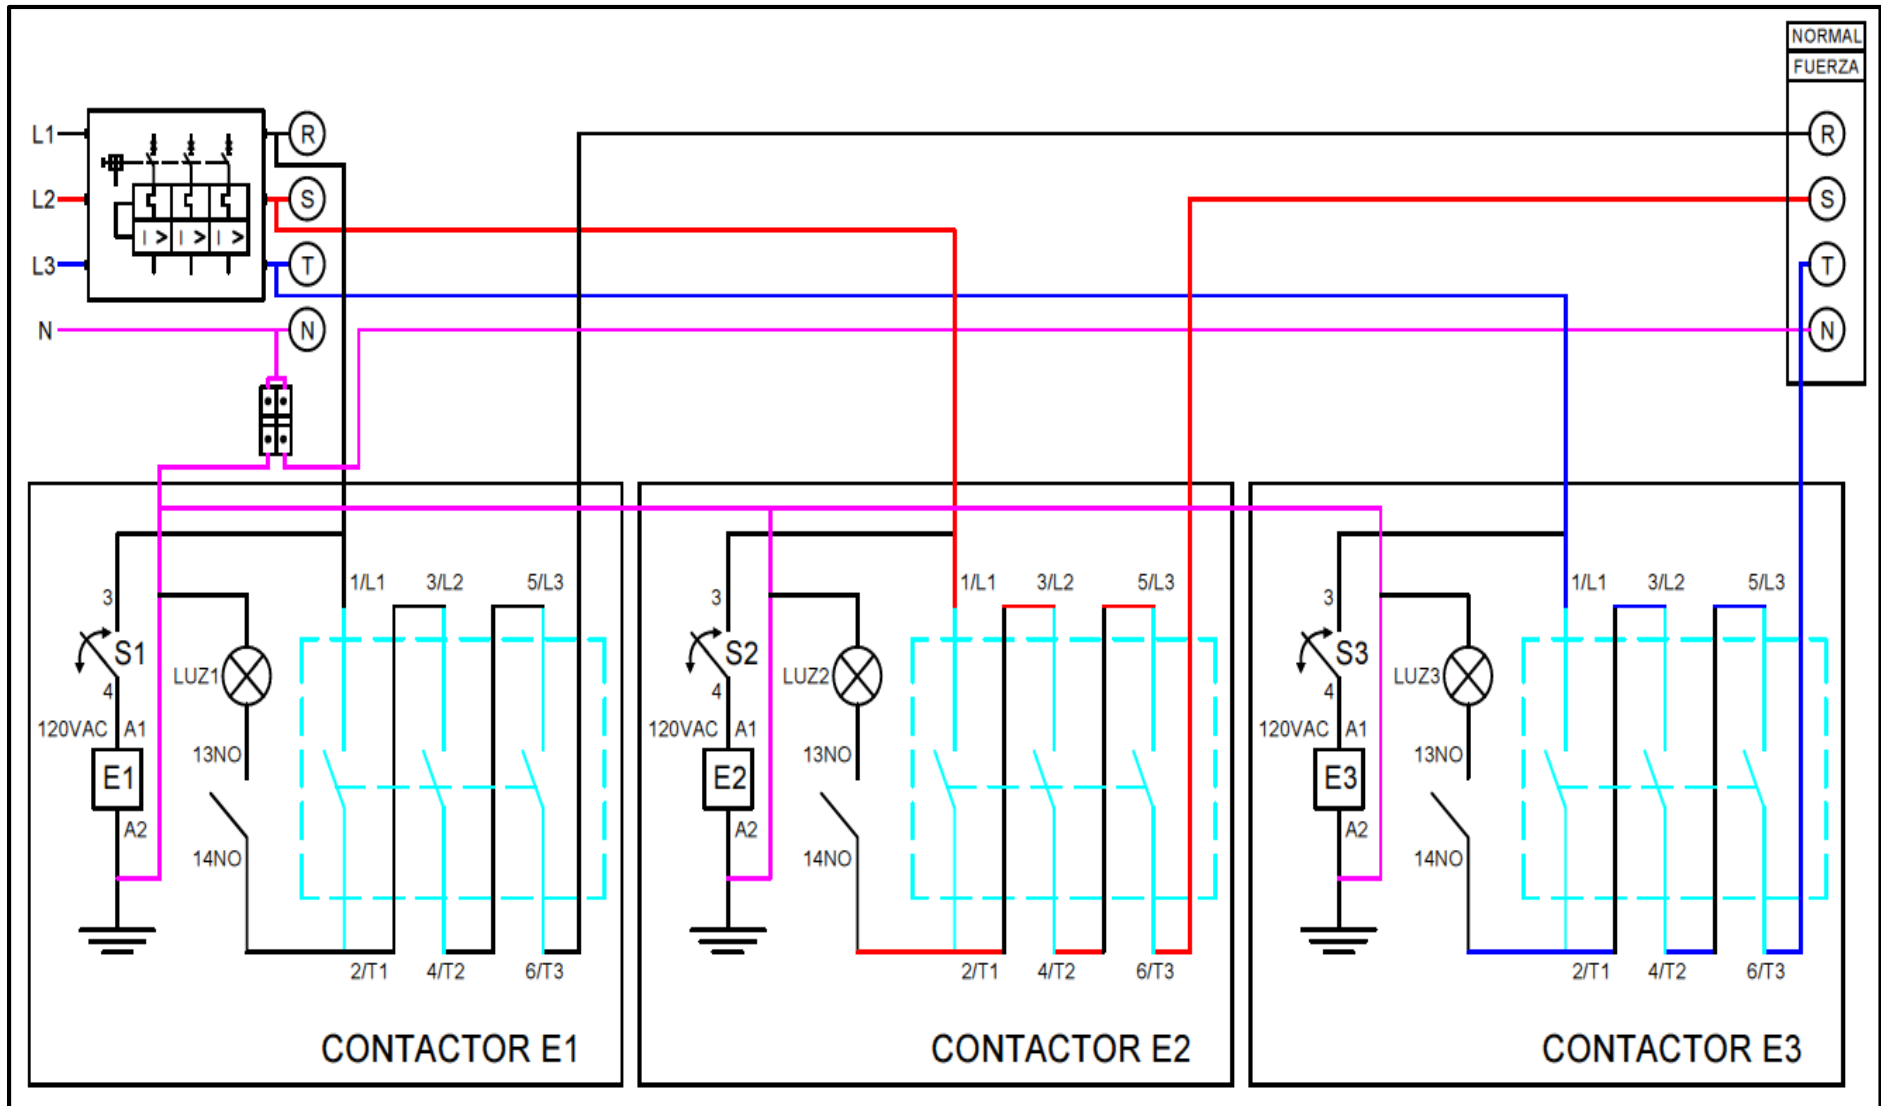 NORMAL
FUERZA
L1 R R
L2 S S
I > I > I >
L3 T T
N N N
1/L1 3/L2 5/L3 1/L1 3/L2 5/L3 1/L1 3/L2 5/L3
3 3 3
S1 S2 S3
LUZ1 LUZ2 LUZ3
4 4 4
120VAC A1 120VAC A1 120VAC A1
13NO 13NO 13NO
E1 E2 E3
A2 A2 A2
14NO 14NO 14NO
2/T1 4/T2 6/T3 2/T1 4/T2 6/T3 2/T1 4/T2 6/T3
CONTACTOR E1 CONTACTOR E2 CONTACTOR E3